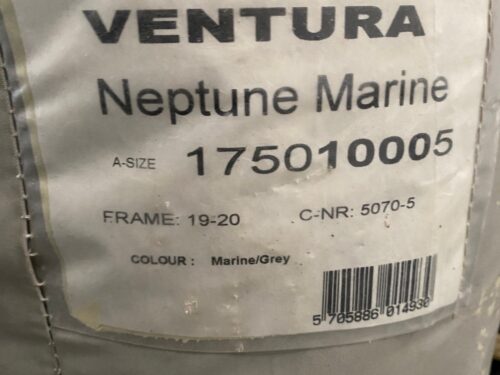 VENTURA
Neptune Marine
A-SIZE 175010005
FRAME: 19-20 C-NR: 5070-5
COLOUR : Marine/Grey
5 705886 014930